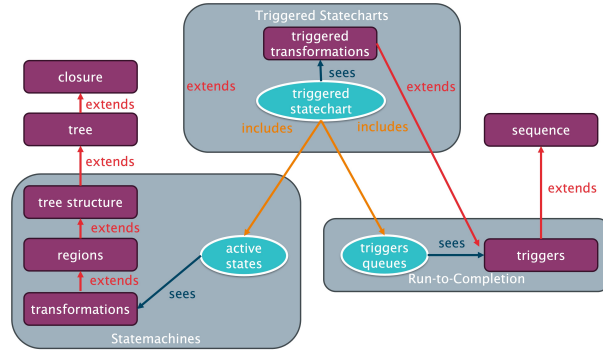 Triggered Statecharts
triggered
transformations
sees
extends
extends
triggered
statechart
includes
includes
closure
extends
tree
extends
tree structure
extends
regions
extends
transformations
active
states
sees
Statemachines
sequence
extends
triggers
queues
sees
triggers
Run-to-Completion